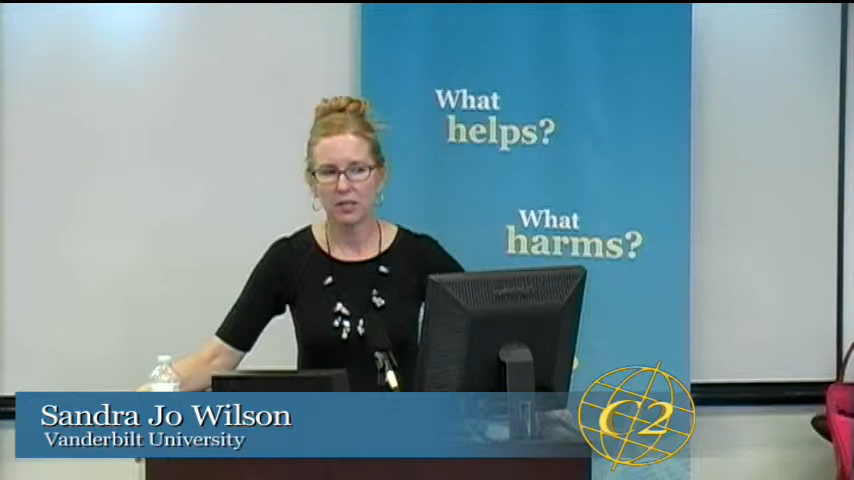 What
helps?
What
harms?
Sandra Jo Wilson
Vanderbilt University
C2